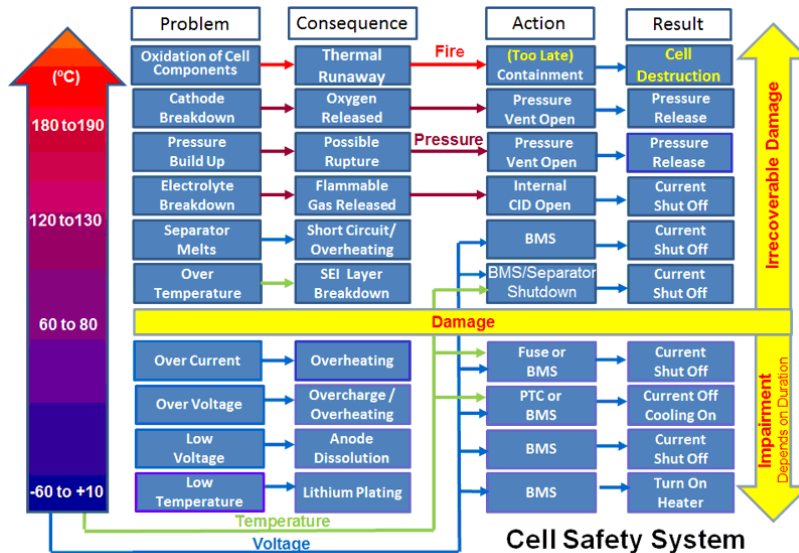 Problem
Consequence
Action
Result
(ºC)
180 to190
120 to130
60 to 80
-60 to +10
Oxidation of Cell
Components
Thermal
Runaway
Fire
(Too Late)
Containment
Cell
Destruction
Cathode
Breakdown
Oxygen
Released
Pressure
Vent Open
Pressure
Release
Pressure
Build Up
Possible
Rupture
Pressure
Pressure
Vent Open
Pressure
Release
Electrolyte
Breakdown
Flammable
Gas Released
Internal
CID Open
Current
Shut Off
Separator
Melts
Short Circuit/
Overheating
BMS
Current
Shut Off
Over
Temperature
SEI Layer
Breakdown
BMS/Separator
Shutdown
Current
Shut Off
Damage
Over Current
Overheating
Fuse or
BMS
Current
Shut Off
Over Voltage
Overcharge /
Overheating
PTC or
BMS
Current Off
Cooling On
Low
Voltage
Anode
Dissolution
BMS
Current
Shut Off
Low
Temperature
Lithium Plating
BMS
Turn On
Heater
Irrecoverable Damage
Impairment
Depends on Duration
Temperature
Voltage
Cell Safety System